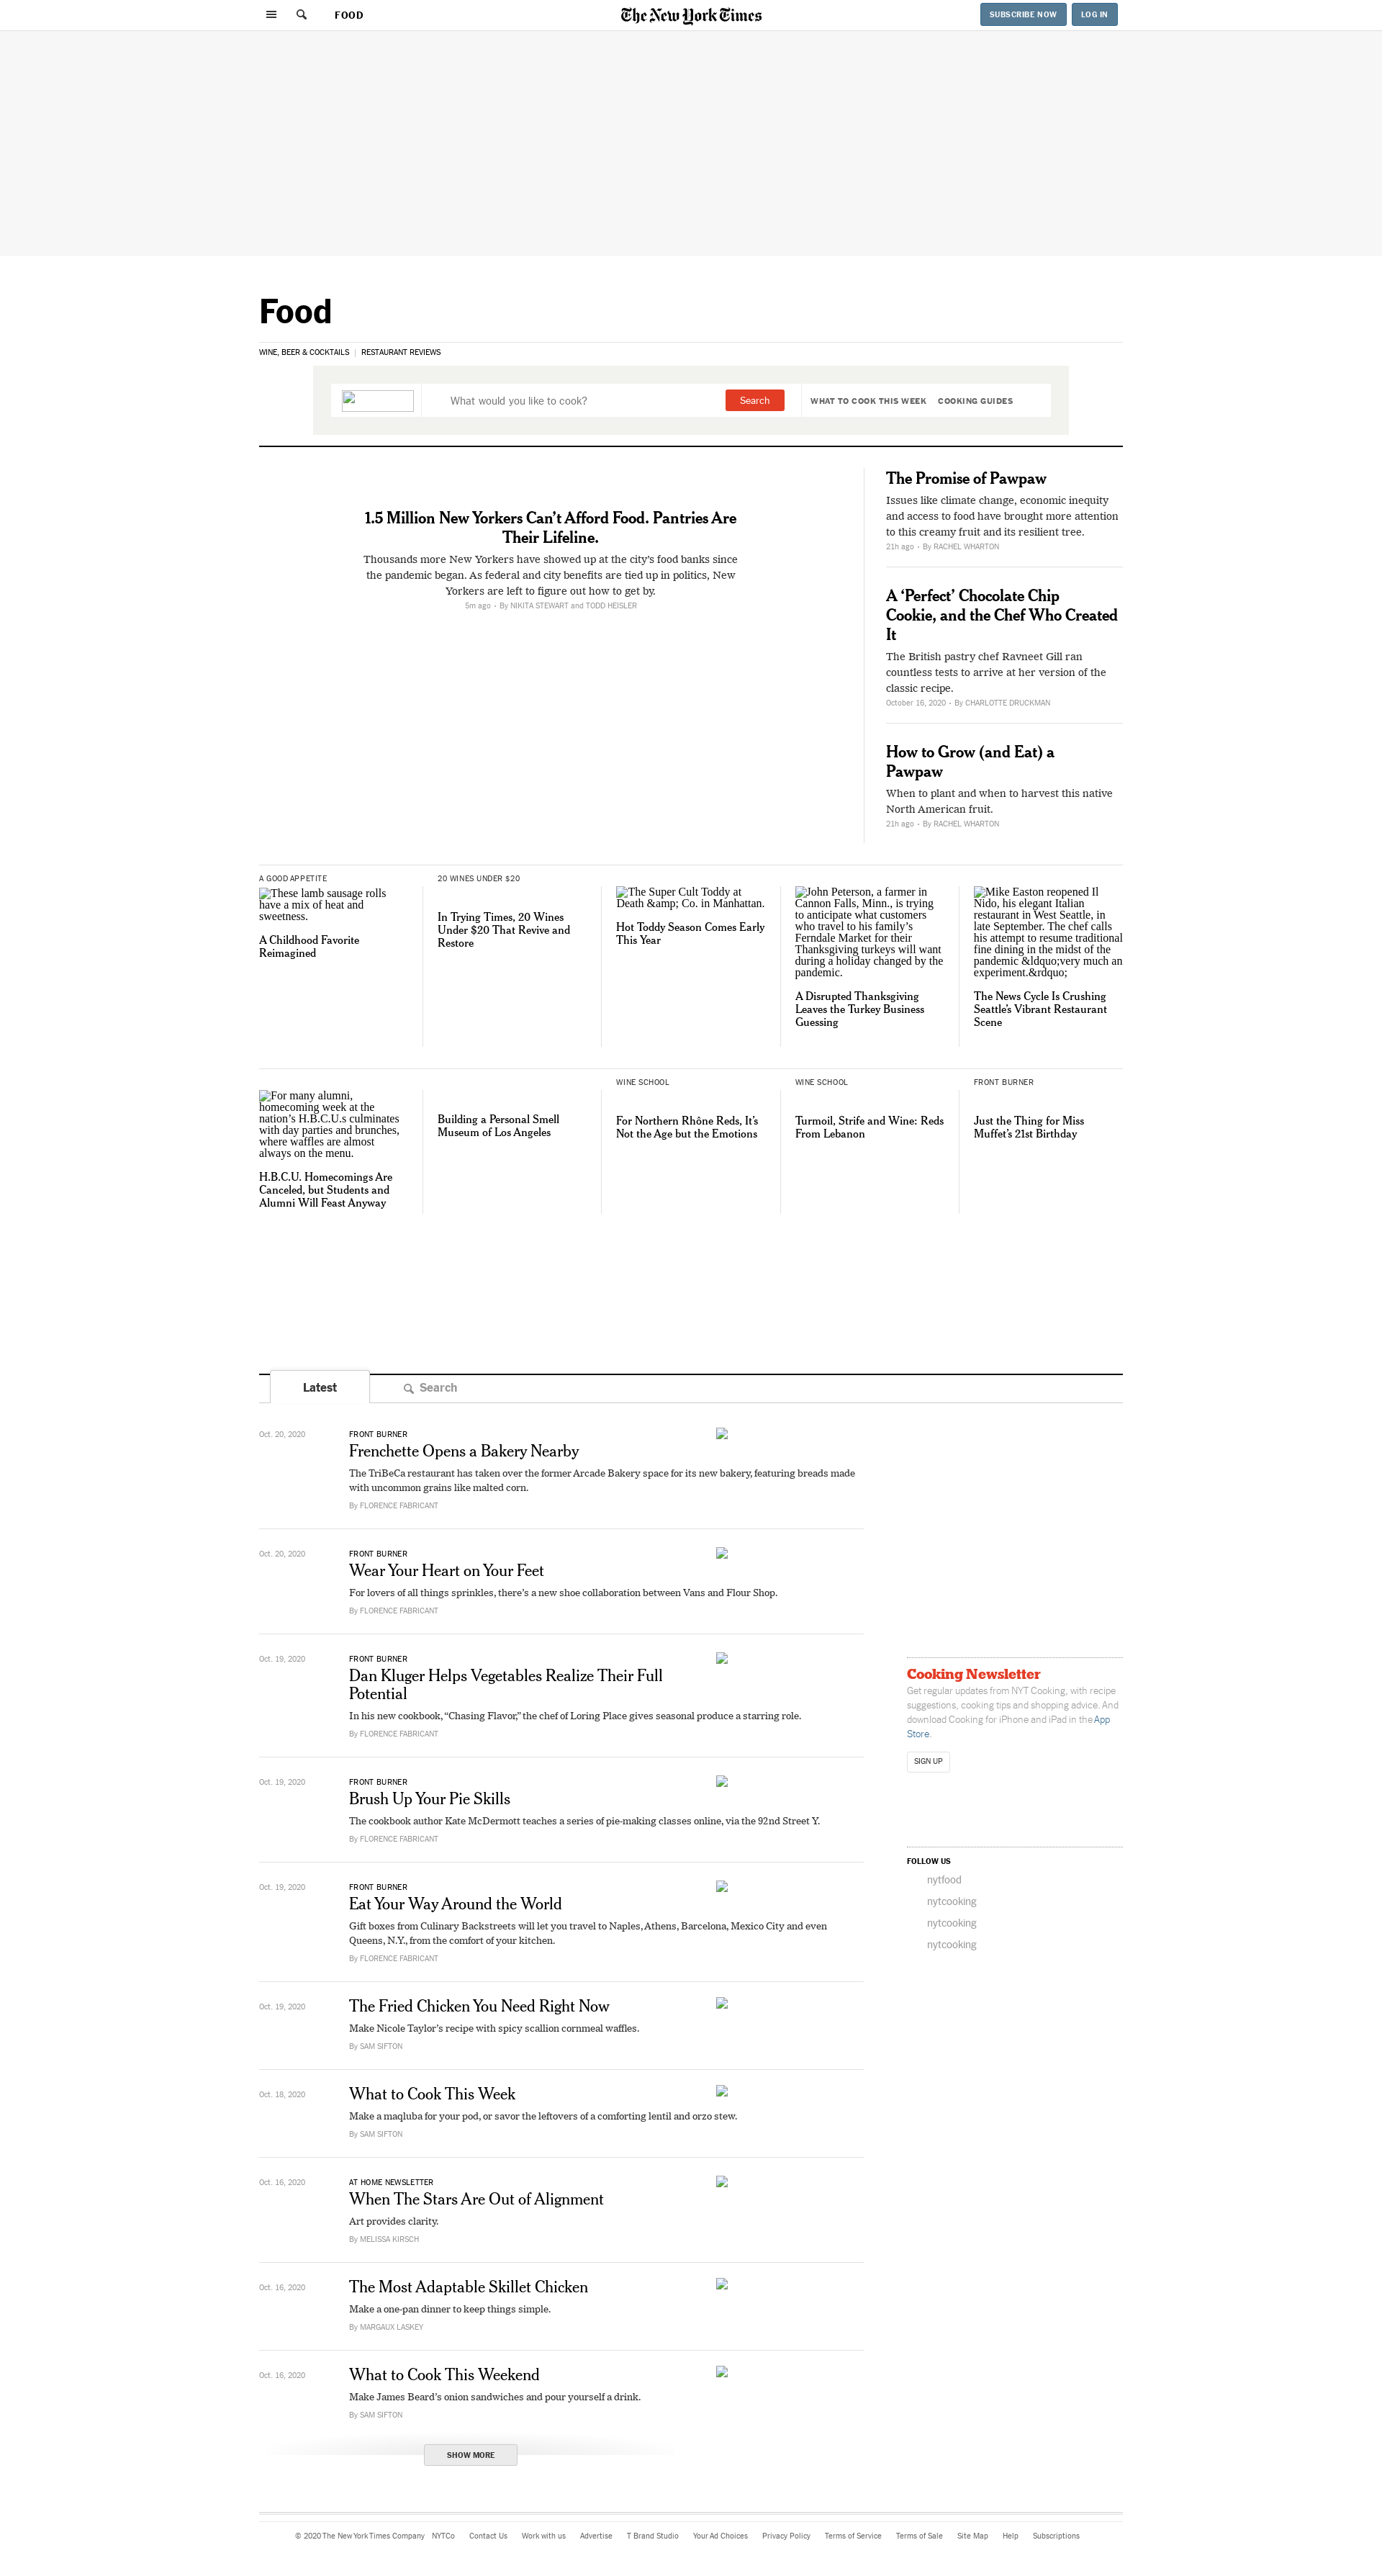 FOOD
The New York Times
SUBSCRIBE NOW
LOG IN
Food
WINE, BEER & COCKTAILS | RESTAURANT REVIEWS
What would you like to cook?
Search
WHAT TO COOK THIS WEEK
COOKING GUIDES
1.5 Million New Yorkers Can’t Afford Food. Pantries Are
Their Lifeline.
Thousands more New Yorkers have showed up at the city’s food banks since
the pandemic began. As federal and city benefits are tied up in politics, New
Yorkers are left to figure out how to get by.
5m ago • By NIKITA STEWART and TODD HEISLER
The Promise of Pawpaw
Issues like climate change, economic inequity
and access to food have brought more attention
to this creamy fruit and its resilient tree.
21h ago • By RACHEL WHARTON
A ‘Perfect’ Chocolate Chip
Cookie, and the Chef Who Created
It
The British pastry chef Ravneet Gill ran
countless tests to arrive at her version of the
classic recipe.
October 16, 2020 • By CHARLOTTE DRUCKMAN
How to Grow (and Eat) a
Pawpaw
When to plant and when to harvest this native
North American fruit.
21h ago • By RACHEL WHARTON
A GOOD APPETITE
These lamb sausage rolls
have a mix of heat and
sweetness.
A Childhood Favorite
Reimagined
20 WINES UNDER $20
In Trying Times, 20 Wines
Under $20 That Revive and
Restore
The Super Cult Toddy at
Death &amp; Co. in Manhattan.
Hot Toddy Season Comes Early
This Year
John Peterson, a farmer in
Cannon Falls, Minn., is trying
to anticipate what customers
who travel to his family’s
Ferndale Market for their
Thanksgiving turkeys will want
during a holiday changed by the
pandemic.
A Disrupted Thanksgiving
Leaves the Turkey Business
Guessing
Mike Easton reopened Il
Nido, his elegant Italian
restaurant in West Seattle, in
late September. The chef calls
his attempt to resume traditional
fine dining in the midst of the
pandemic &ldquo;very much an
experiment.&rdquo;
The News Cycle Is Crushing
Seattle’s Vibrant Restaurant
Scene
For many alumni,
homecoming week at the
nation’s H.B.C.U.s culminates
with day parties and brunches,
where waffles are almost
always on the menu.
H.B.C.U. Homecomings Are
Canceled, but Students and
Alumni Will Feast Anyway
Building a Personal Smell
Museum of Los Angeles
WINE SCHOOL
For Northern Rhône Reds, It’s
Not the Age but the Emotions
WINE SCHOOL
Turmoil, Strife and Wine: Reds
From Lebanon
FRONT BURNER
Just the Thing for Miss
Muffet’s 21st Birthday
Latest
Search
Oct. 20, 2020
FRONT BURNER
Frenchette Opens a Bakery Nearby
The TriBeCa restaurant has taken over the former Arcade Bakery space for its new bakery, featuring breads made
with uncommon grains like malted corn.
By FLORENCE FABRICANT
Oct. 20, 2020
FRONT BURNER
Wear Your Heart on Your Feet
For lovers of all things sprinkles, there’s a new shoe collaboration between Vans and Flour Shop.
By FLORENCE FABRICANT
Oct. 19, 2020
FRONT BURNER
Dan Kluger Helps Vegetables Realize Their Full
Potential
In his new cookbook, “Chasing Flavor,” the chef of Loring Place gives seasonal produce a starring role.
By FLORENCE FABRICANT
Oct. 19, 2020
FRONT BURNER
Brush Up Your Pie Skills
The cookbook author Kate McDermott teaches a series of pie-making classes online, via the 92nd Street Y.
By FLORENCE FABRICANT
Oct. 19, 2020
FRONT BURNER
Eat Your Way Around the World
Gift boxes from Culinary Backstreets will let you travel to Naples, Athens, Barcelona, Mexico City and even
Queens, N.Y., from the comfort of your kitchen.
By FLORENCE FABRICANT
Oct. 19, 2020
The Fried Chicken You Need Right Now
Make Nicole Taylor’s recipe with spicy scallion cornmeal waffles.
By SAM SIFTON
Oct. 18, 2020
What to Cook This Week
Make a maqluba for your pod, or savor the leftovers of a comforting lentil and orzo stew.
By SAM SIFTON
Oct. 16, 2020
AT HOME NEWSLETTER
When The Stars Are Out of Alignment
Art provides clarity.
By MELISSA KIRSCH
Oct. 16, 2020
The Most Adaptable Skillet Chicken
Make a one-pan dinner to keep things simple.
By MARGAUX LASKEY
Oct. 16, 2020
What to Cook This Weekend
Make James Beard’s onion sandwiches and pour yourself a drink.
By SAM SIFTON
SHOW MORE
Cooking Newsletter
Get regular updates from NYT Cooking, with recipe
suggestions, cooking tips and shopping advice. And
download Cooking for iPhone and iPad in the App
Store.
SIGN UP
FOLLOW US
nytfood
nytcooking
nytcooking
nytcooking
© 2020 The New York Times Company NYTCo Contact Us Work with us Advertise T Brand Studio Your Ad Choices Privacy Policy Terms of Service Terms of Sale Site Map Help Subscriptions